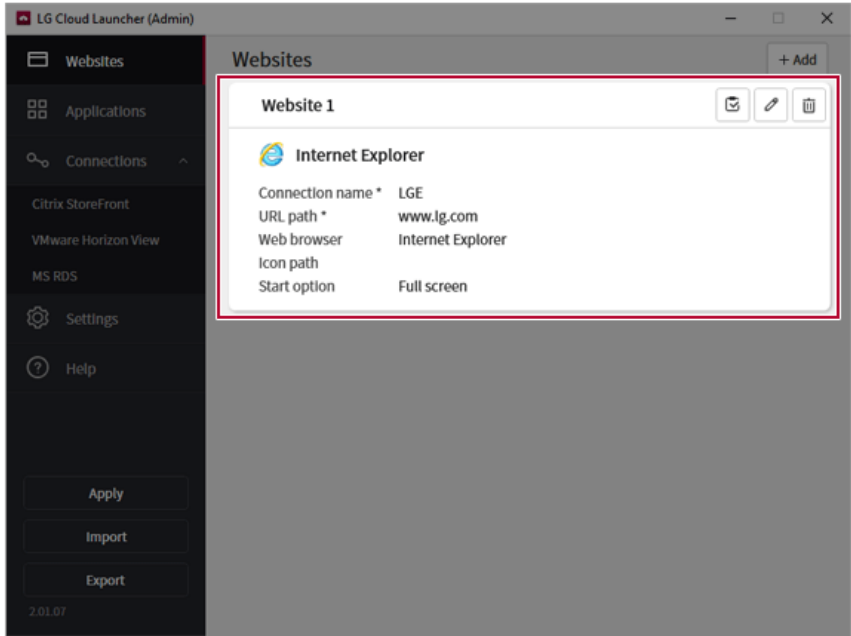 LG Cloud Launcher (Admin)
Websites
Applications
Connections
Citrix StoreFront
VMware Horizon View
MS RDS
Settings
Help
Apply
Import
Export
2.01.07
Websites
+ Add
Website 1
Internet Explorer
Connection name * LGE
URL path * www.lg.com
Web browser Internet Explorer
Icon path
Start option Full screen